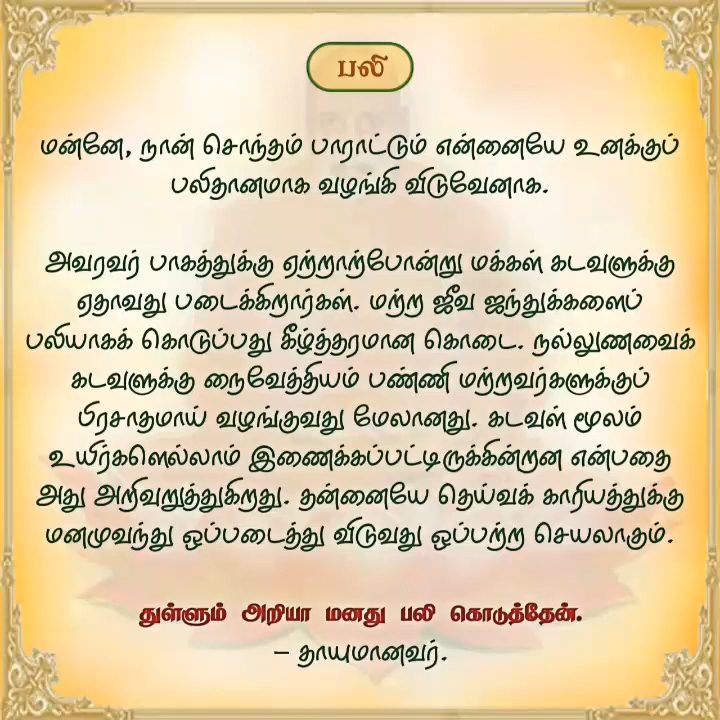 பலி
மன்னே, நான் சொந்தம் பாராட்டும் என்னையே உனக்குப்
பலிதானமாக வழங்கி விடுவேனாக.
அவரவர் பாகத்துக்கு ஏற்றாற்போன்று மக்கள் கடவுளுக்கு
ஏதாவது படைக்கிறார்கள். மற்ற ஜீவ ஜந்துக்களைப்
பலியாகக் கொடுப்பது கீழ்த்தரமான கொடை. நல்லுணவைக்
கடவுளுக்கு நைவேத்தியம் பண்ணி மற்றவர்களுக்குப்
பிரசாதமாய் வழங்குவது மேலானது. கடவுள் மூலம்
உயிர்களெல்லாம் இணைக்கப்பட்டிருக்கின்றன என்பதை
அது அறிவுறுத்துகிறது. தன்னையே தெய்வக் காரியத்துக்கு
மனமுவந்து ஒப்படைத்து விடுவது ஒப்பற்ற செயலாகும்.
துள்ளும் அறியா மனது பலி கொடுத்தேன்.
– தாயுமானவர்.